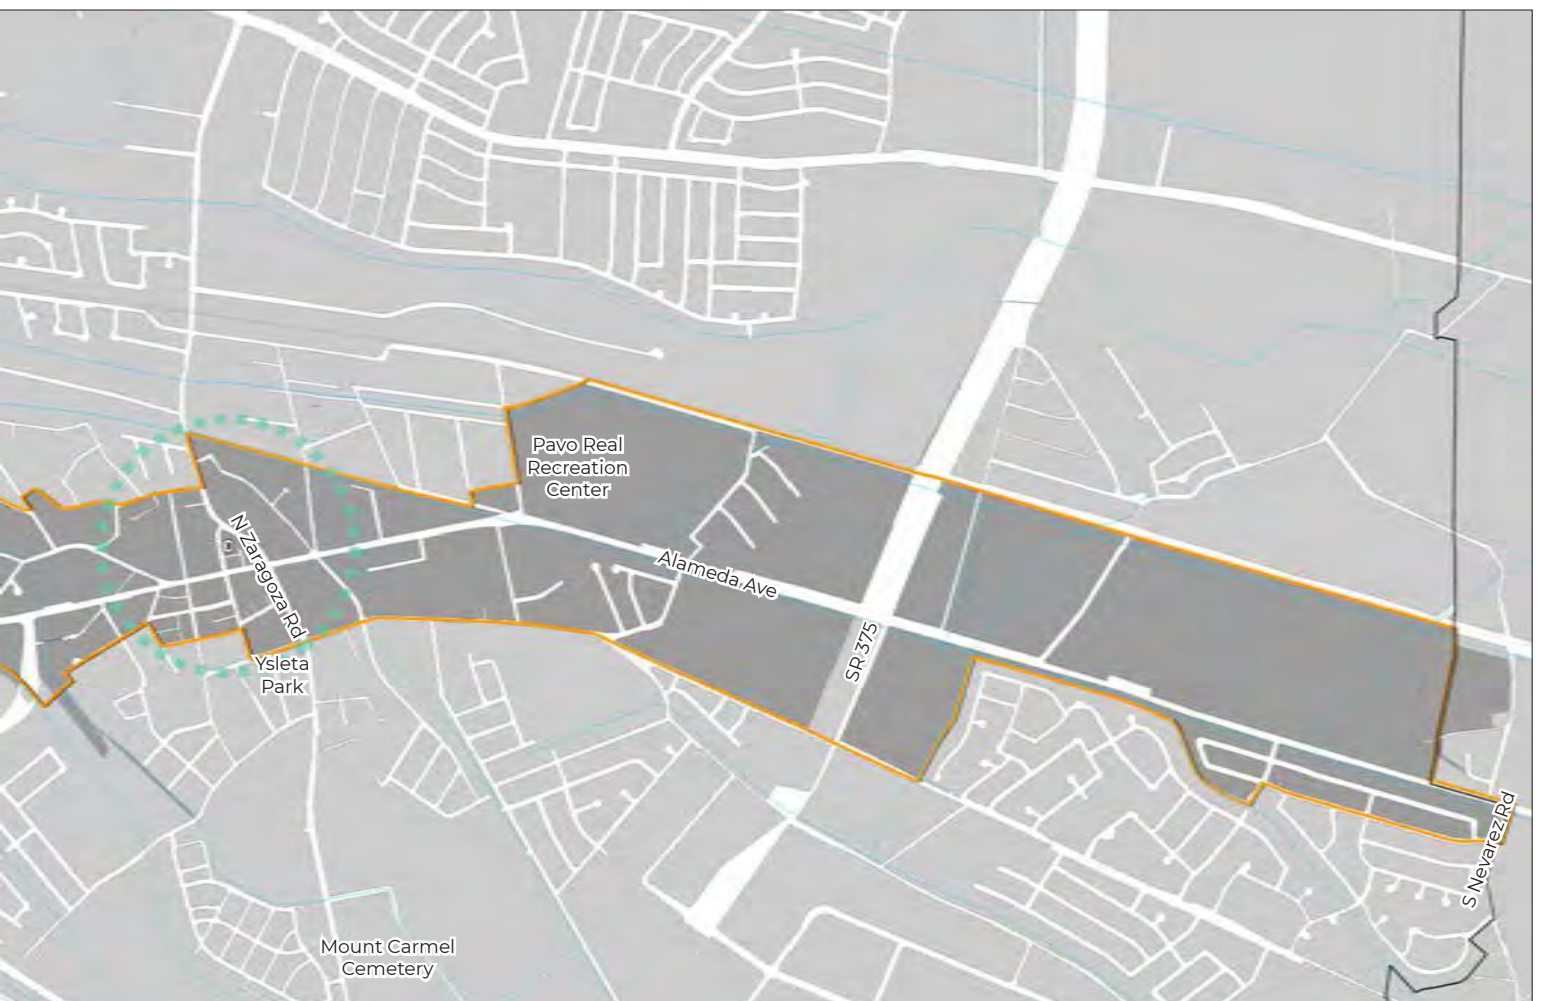 Pavo Real
Recreation
Center
N Zaragoza Rd
Alameda Ave
SR 375
Ysleta
Park
S Nevarez Rd
Mount Carmel
Cemetery